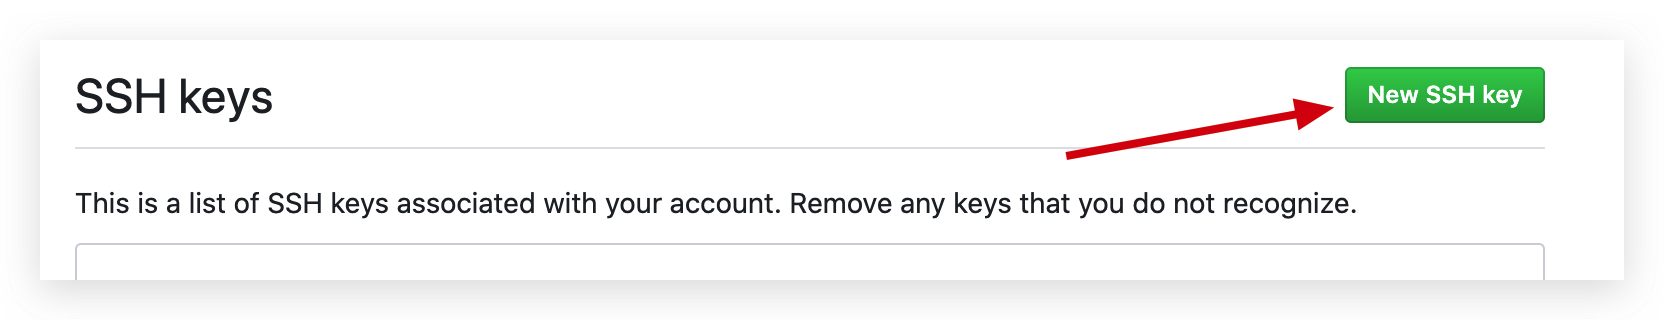 SSH keys
New SSH key
This is a list of SSH keys associated with your account. Remove any keys that you do not recognize.